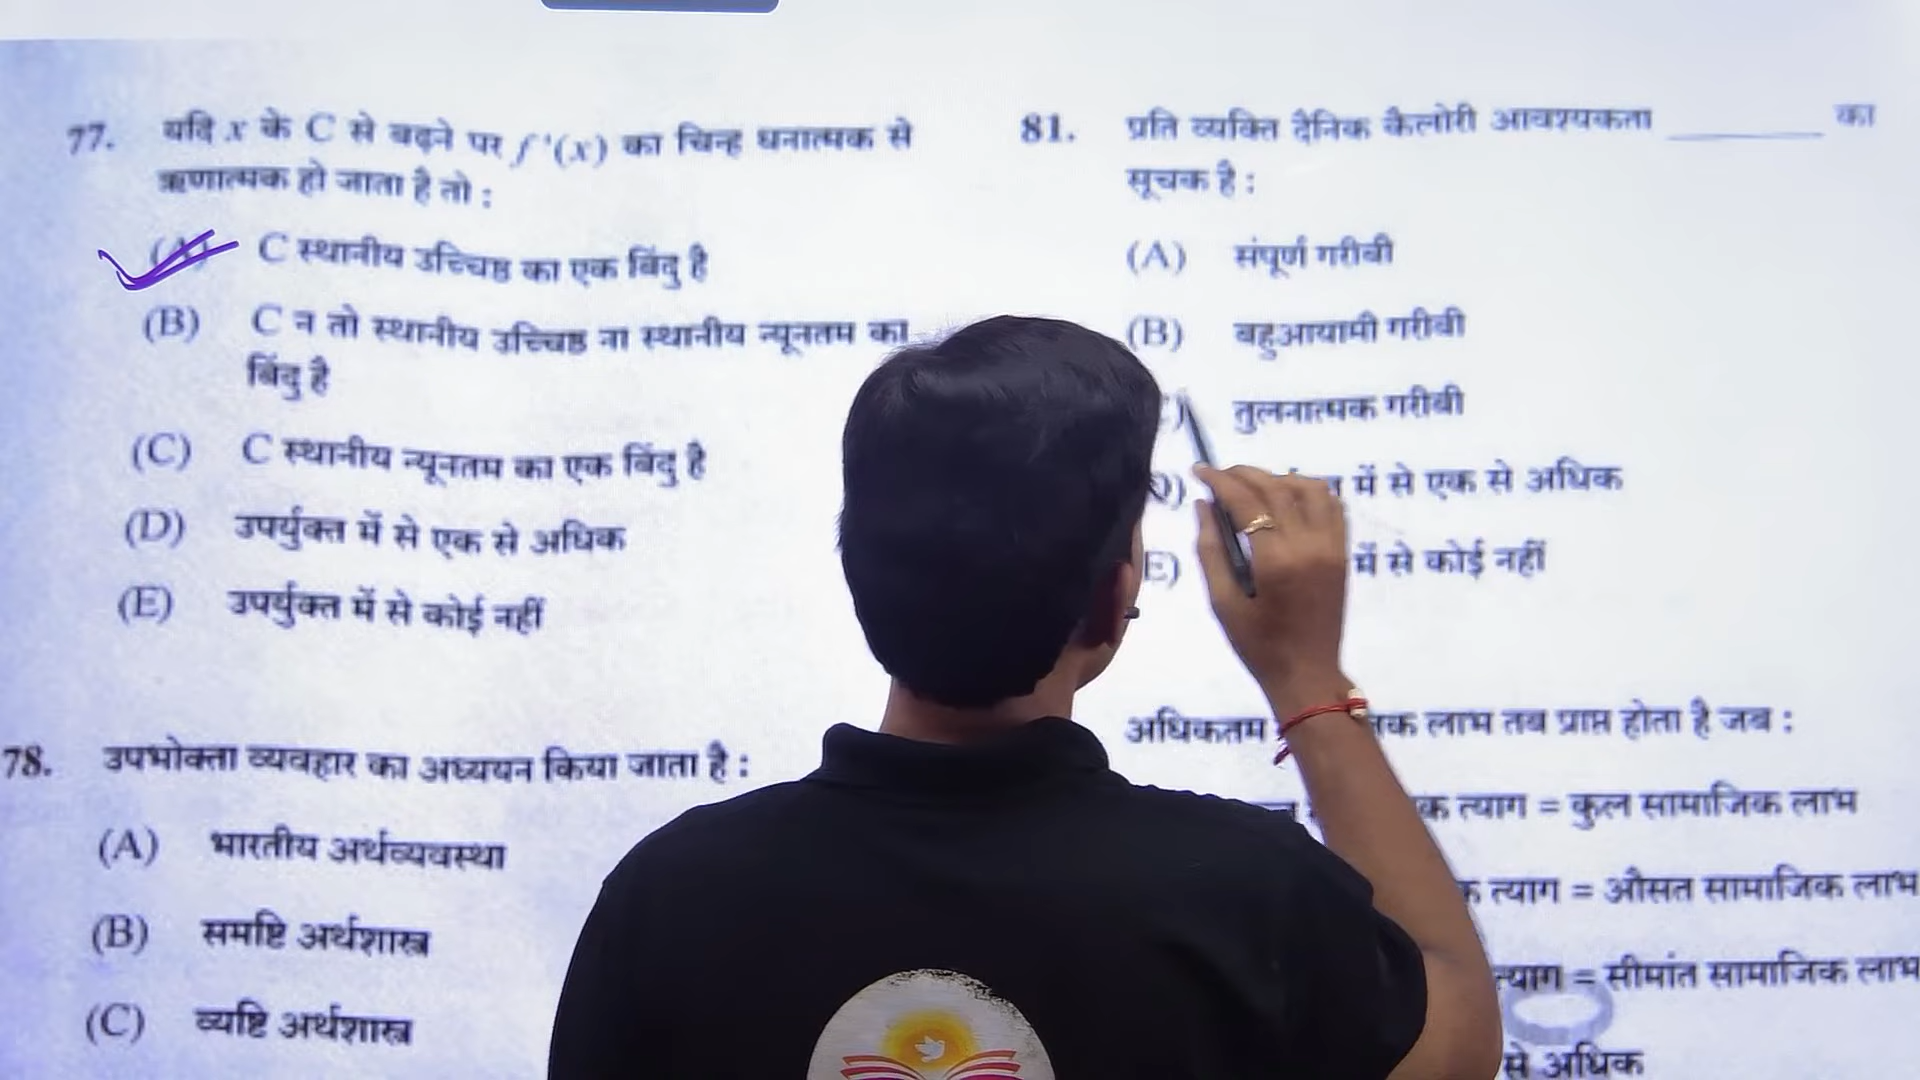 77. यदि x के C से बढ़ने पर f '(x) का चिन्ह धनात्मक से
ऋणात्मक हो जाता है तो :
(A) C स्थानीय उच्चिष्ठ का एक बिंदु है
(B) C न तो स्थानीय उच्चिष्ठ ना स्थानीय न्यूनतम का
बिंदु है
(C) C स्थानीय न्यूनतम का एक बिंदु है
(D) उपर्युक्त में से एक से अधिक
(E) उपर्युक्त में से कोई नहीं
78. उपभोक्ता व्यवहार का अध्ययन किया जाता है :
(A) भारतीय अर्थव्यवस्था
(B) समष्टि अर्थशास्त्र
(C) व्यष्टि अर्थशास्त्र
81. प्रति व्यक्ति दैनिक कैलोरी आवश्यकता ________ का
सूचक है :
(A) संपूर्ण गरीबी
(B) बहुआयामी गरीबी
तुलनात्मक गरीबी
में से एक से अधिक
E) में से कोई नहीं
अधिकतम लाभ तब प्राप्त होता है जब :
त्याग = कुल सामाजिक लाभ
त्याग = औसत सामाजिक लाभ
त्याग = सीमांत सामाजिक लाभ
से अधिक